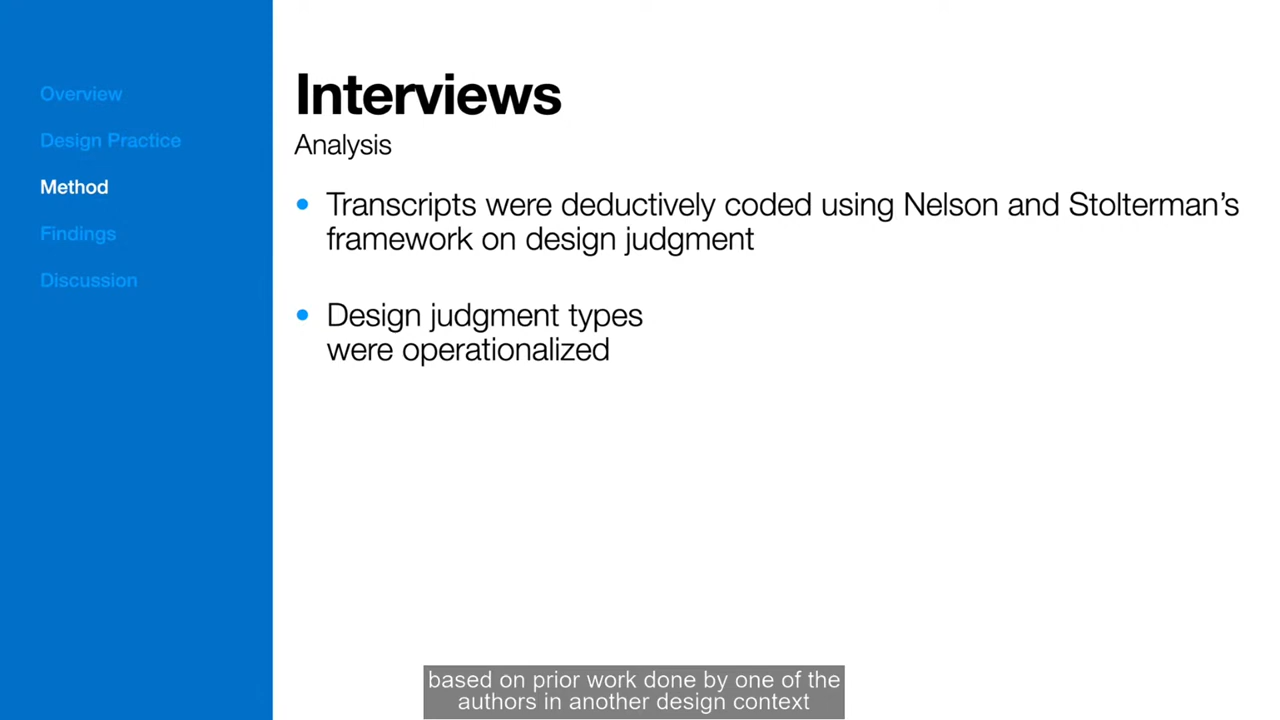 Overview
Design Practice
Method
Findings
Discussion
Interviews
Analysis
• Transcripts were deductively coded using Nelson and Stolterman’s
framework on design judgment
• Design judgment types
were operationalized
based on prior work done by one of the
authors in another design context